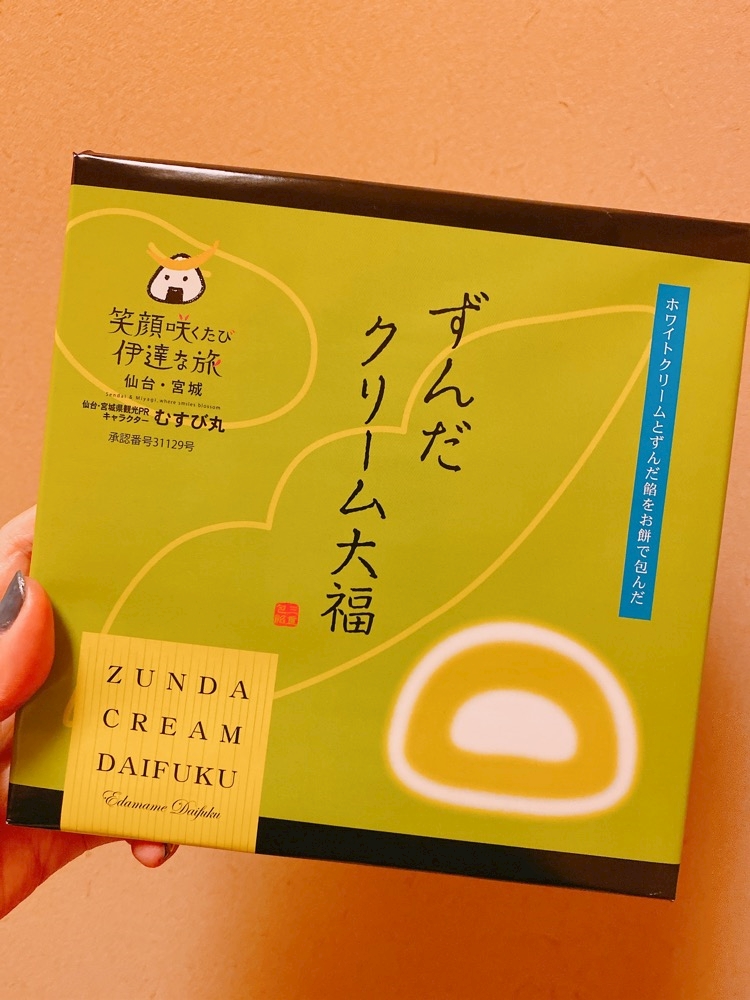 笑顔咲くたび
伊達な旅
仙台・宮城
Sendai & Miyagi, where smiles blossom
仙台・宮城県観光PR
キャラクター
むすび丸
承認番号31129号
ずんだ
クリーム大福
ホワイトクリームとずんだ餡をお餅で包んだ
ZUNDA
CREAM
DAIFUKU
Edamame Daifuku